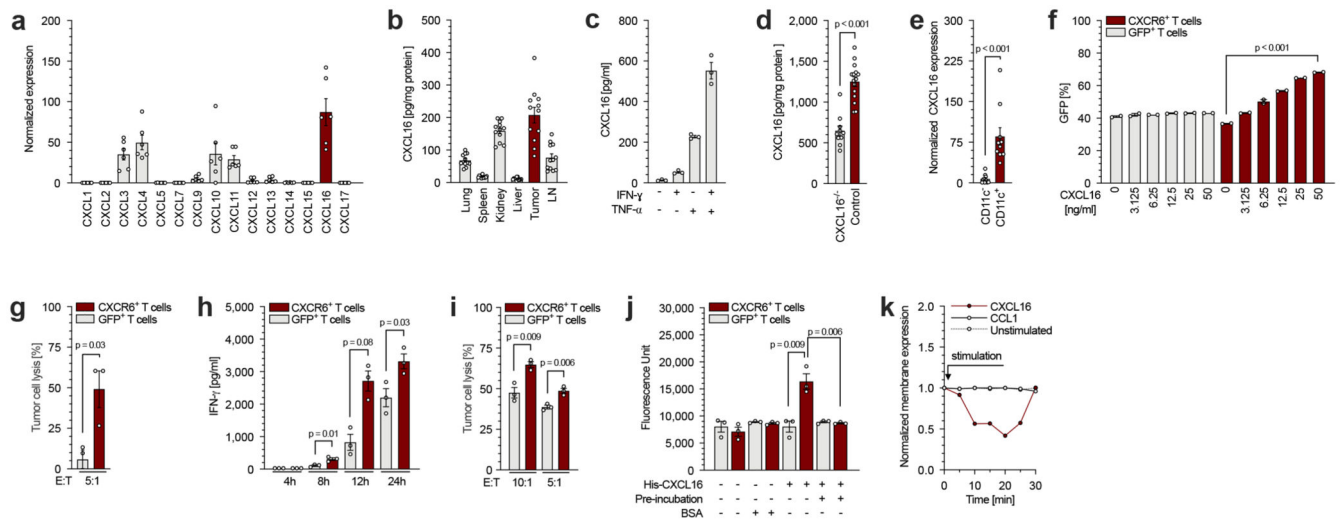 a
Normalized expression
200
150
100
50
0
CXCL1
CXCL2
CXCL3
CXCL4
CXCL5
CXCL7
CXCL9
CXCL10
CXCL11
CXCL12
CXCL13
CXCL14
CXCL15
CXCL16
CXCL17
b
CXCL16 [pg/mg protein]
500
400
300
200
100
0
Lung
Spleen
Kidney
Liver
Tumor
LN
c
CXCL16 [pg/ml]
800
600
400
200
0
IFN-γ - + - +
TNF-α - - + +
d
CXCL16 [pg/mg protein ]
2,000
1,500
1,000
500
0
p < 0.001
CXCL16-/-
Control
e
Normalized CXCL16 expression
300
225
150
75
0
p < 0.001
CD11c-
CD11c+
f
CXCR6+ T cells
GFP+ T cells
GFP [%]
100
75
50
25
0
p < 0.001
CXCL16
[ng/ml]
0 3.125 6.25 12.5 25 50 0 3.125 6.25 12.5 25 50
g
CXCR6+ T cells
GFP+ T cells
Tumor cell lysis [%]
100
75
50
25
0
p = 0.03
E:T 5:1
h
CXCR6+ T cells
GFP+ T cells
IFN-γ [pg/ml]
5,000
4,000
3,000
2,000
1,000
0
p = 0.01
p = 0.08
p = 0.03
4h 8h 12h 24h
i
CXCR6+ T cells
GFP+ T cells
Tumor cell lysis [%]
100
75
50
25
0
p = 0.009
p = 0.006
E:T 10:1 5:1
j
CXCR6+ T cells
GFP+ T cells
Fluorescence Unit
30,000
25,000
20,000
15,000
10,000
5,000
0
p = 0.009
p = 0.006
His-CXCL16 - - - - + + + +
Pre-incubation - - - - - - + +
BSA - - + + - - - -
k
CXCL16
CCL1
Unstimulated
Normalized membrane expression
2.0
1.5
1.0
0.5
0
stimulation
0 10 20 30
Time [min]